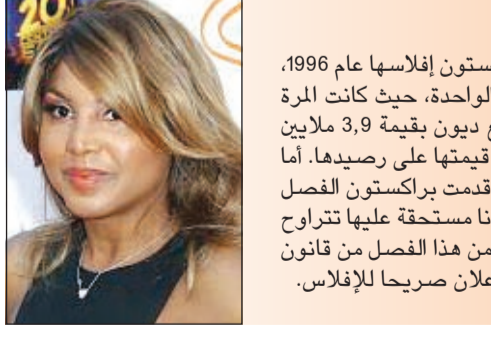 20
ستون إفلاسها عام 1996،
الواحدة، حيث كانت المرة
ديون بقيمة 3,9 ملايين
قيمتها على رصيدها. أما
قدمت براكستون الفصل
نا مستحقة عليها تتراوح
من هذا الفصل من قانون
علان صريحا للإفلاس.